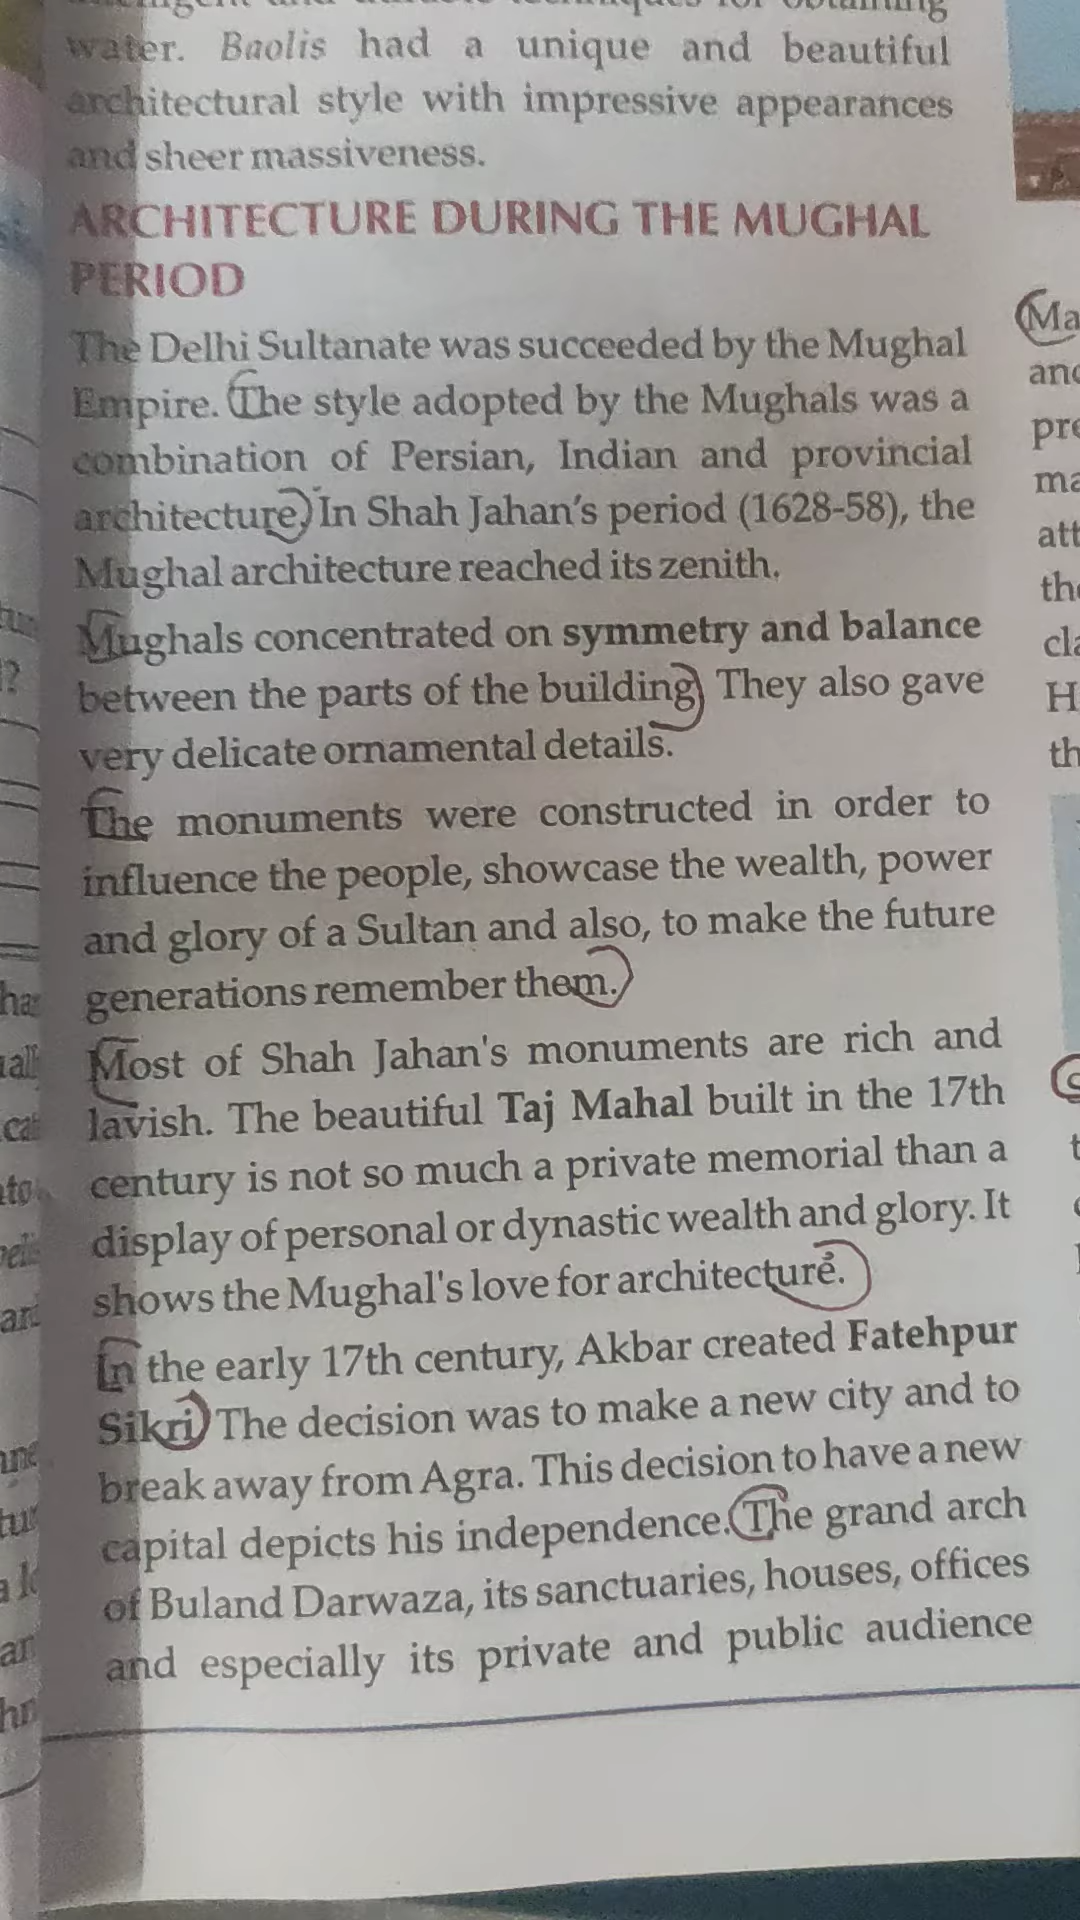 water. Baolis had a unique and beautiful
architectural style with impressive appearances
and sheer massiveness.
ARCHITECTURE DURING THE MUGHAL
PERIOD
The Delhi Sultanate was succeeded by the Mughal
Empire. The style adopted by the Mughals was a
combination of Persian, Indian and provincial
architecture. In Shah Jahan's period (1628-58), the
Mughal architecture reached its zenith.
Mughals concentrated on symmetry and balance
between the parts of the building. They also gave
very delicate ornamental details.
The monuments were constructed in order to
influence the people, showcase the wealth, power
and glory of a Sultan and also, to make the future
generations remember them.
Most of Shah Jahan's monuments are rich and
lavish. The beautiful Taj Mahal built in the 17th
century is not so much a private memorial than a
display of personal or dynastic wealth and glory. It
shows the Mughal's love for architecture.
In the early 17th century, Akbar created Fatehpur
Sikri. The decision was to make a new city and to
break away from Agra. This decision to have a new
capital depicts his independence. The grand arch
of Buland Darwaza, its sanctuaries, houses, offices
and especially its private and public audience